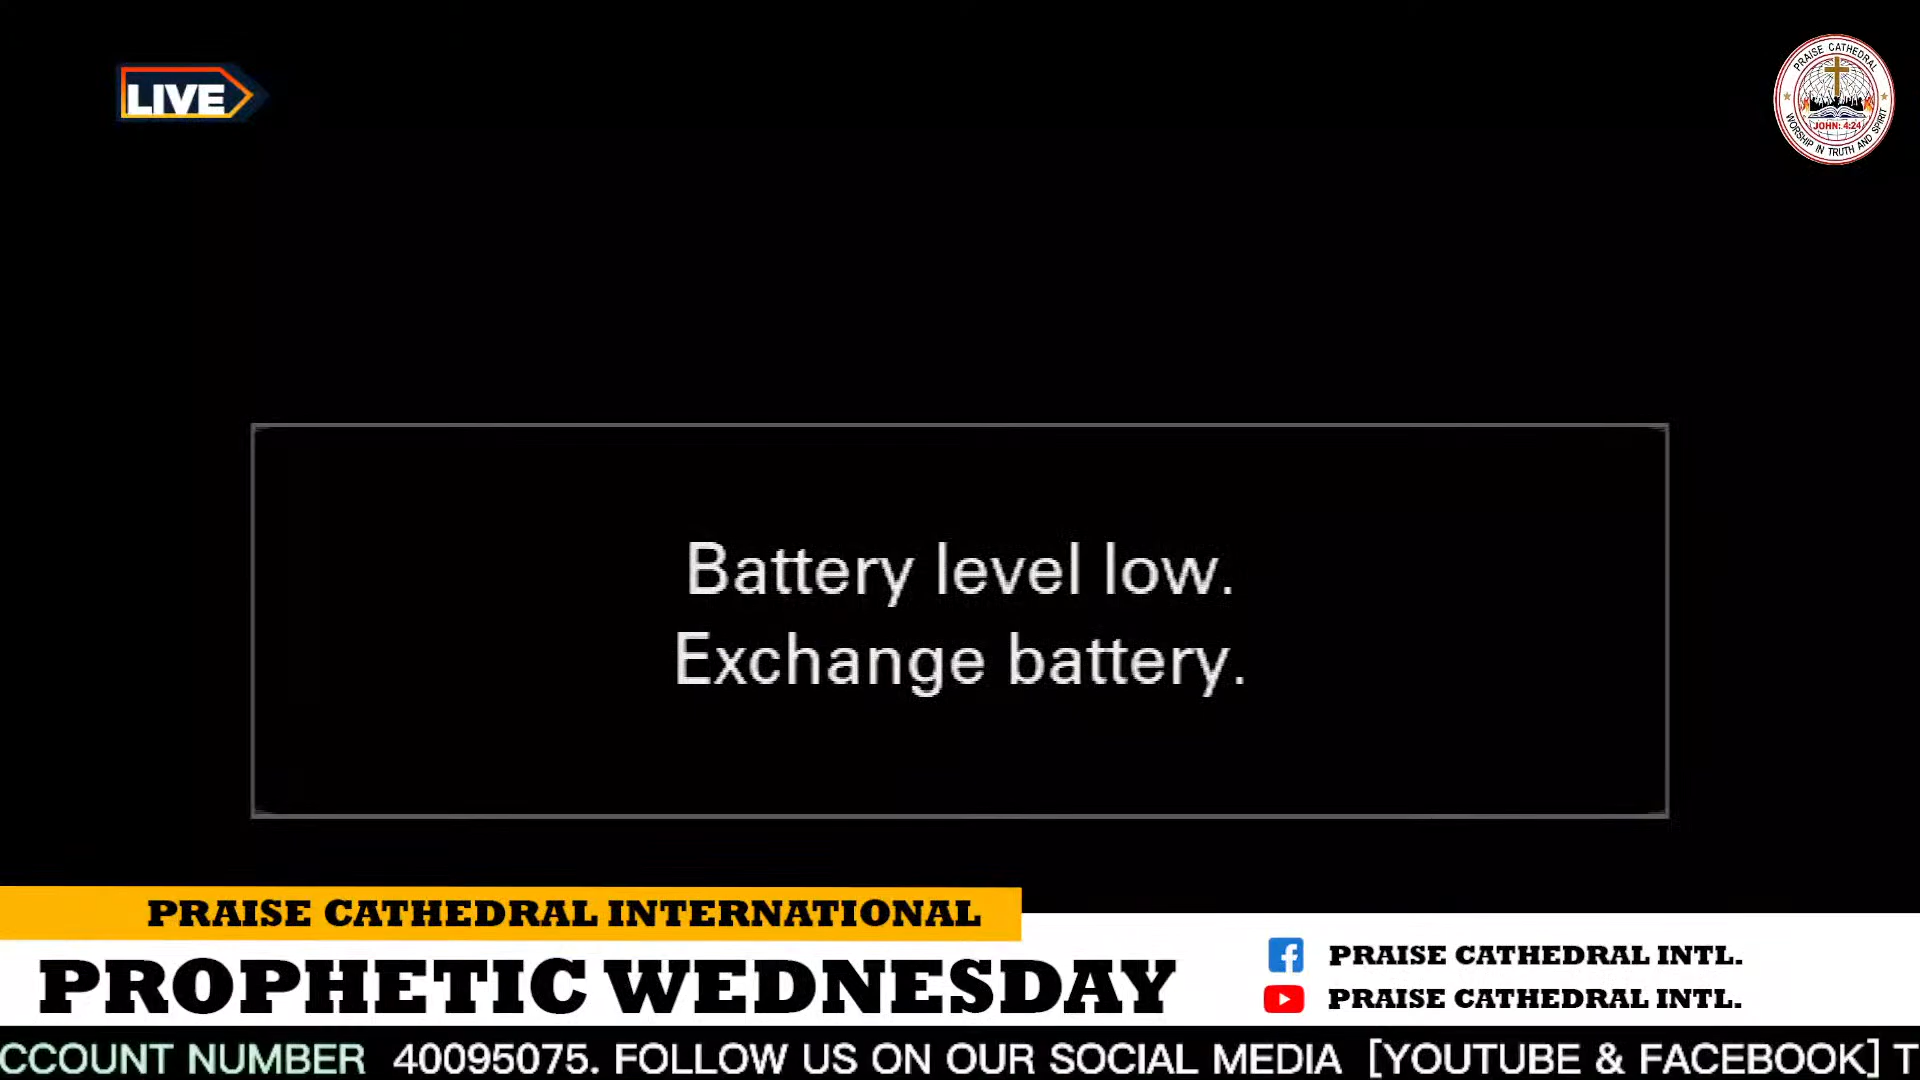 LIVE
PRAISE CATHEDRAL
JOHN: 4:24
WORSHIP IN TRUTH AND SPIRIT
Battery level low.
Exchange battery.
PRAISE CATHEDRAL INTERNATIONAL
PROPHETIC WEDNESDAY
PRAISE CATHEDRAL INTL.
PRAISE CATHEDRAL INTL.
CCOUNT NUMBER 40095075. FOLLOW US ON OUR SOCIAL MEDIA [YOUTUBE & FACEBOOK] T